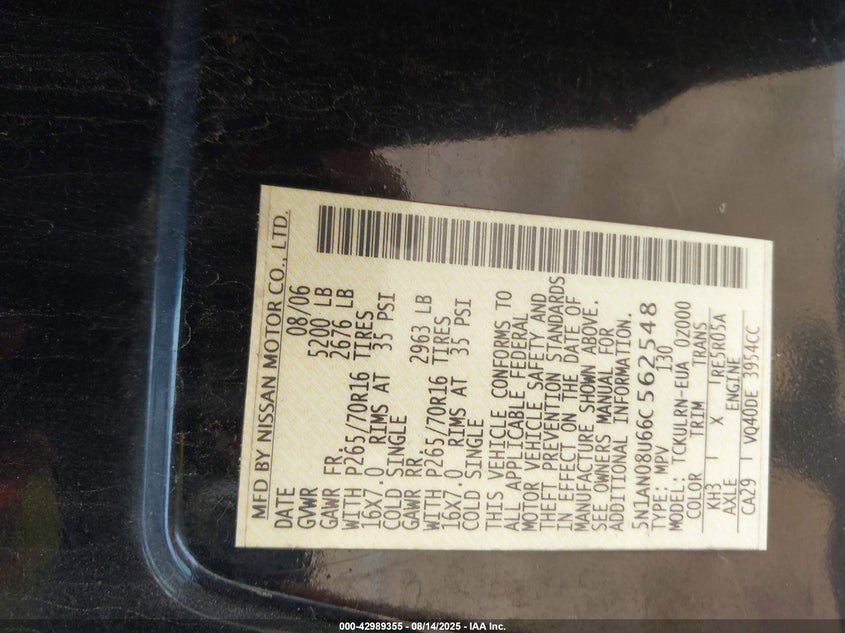 MFD BY NISSAN MOTOR CO., LTD.
DATE 08/06
GVWR 5200 LB
GAWR FR 2676 LB
WITH P265/70R16 TIRES
16X7.0 RIMS AT 35 PSI
COLD SINGLE
GAWR RR. 2963 LB
WITH P265/70R16 TIRES
16X7.0 RIMS AT 35 PSI
COLD SINGLE
THIS VEHICLE CONFORMS TO
ALL APPLICABLE FEDERAL
MOTOR VEHICLE SAFETY AND
THEFT PREVENTION STANDARDS
IN EFFECT ON THE DATE OF
MANUFACTURE SHOWN ABOVE.
SEE OWNERS MANUAL FOR
ADDITIONAL INFORMATION.
5N1AN08U66C562548
TYPE: MPV 130
MODEL: TCKULRN-EUA 02000
COLOR TRIM TRANS
KH3 X RE5R05A
AXLE ENGINE
CA29 VQ40DE 3954CC
000-42989355 - 08/14/2025 - IAA Inc.